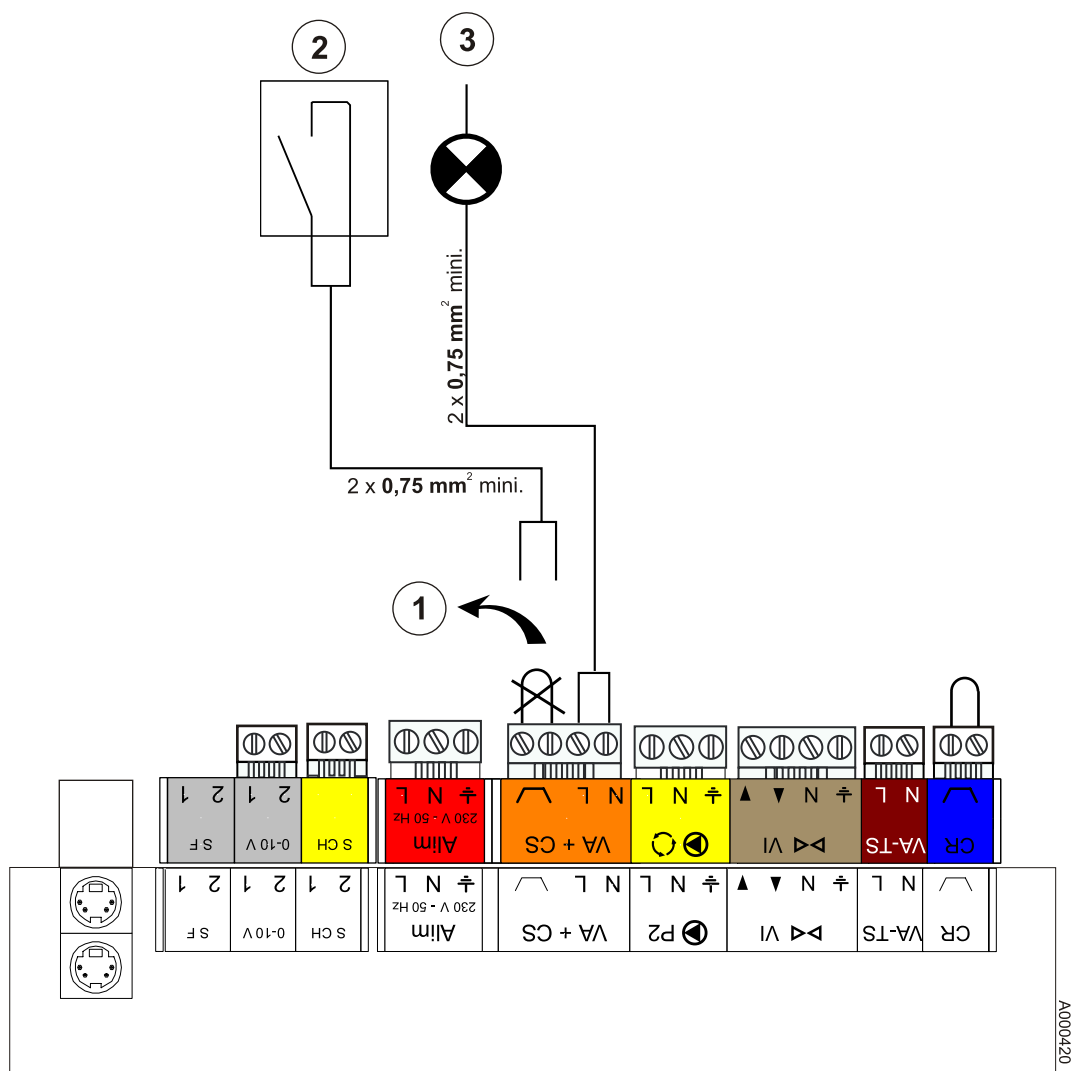 2
3
2 x 0,75 mm² mini.
2 x 0,75 mm² mini.
1
1 2 1 2 L N L N L N N L N N L
S F 0-10 V S CH 230 V - 50 Hz Alim VA + CS VI VA-TS CR
1 2 1 2 1 2 L N L N L N N L N
S F 0-10 V S CH 230 V - 50 Hz Alim VA + CS P2 VI VA-TS CR
A000420